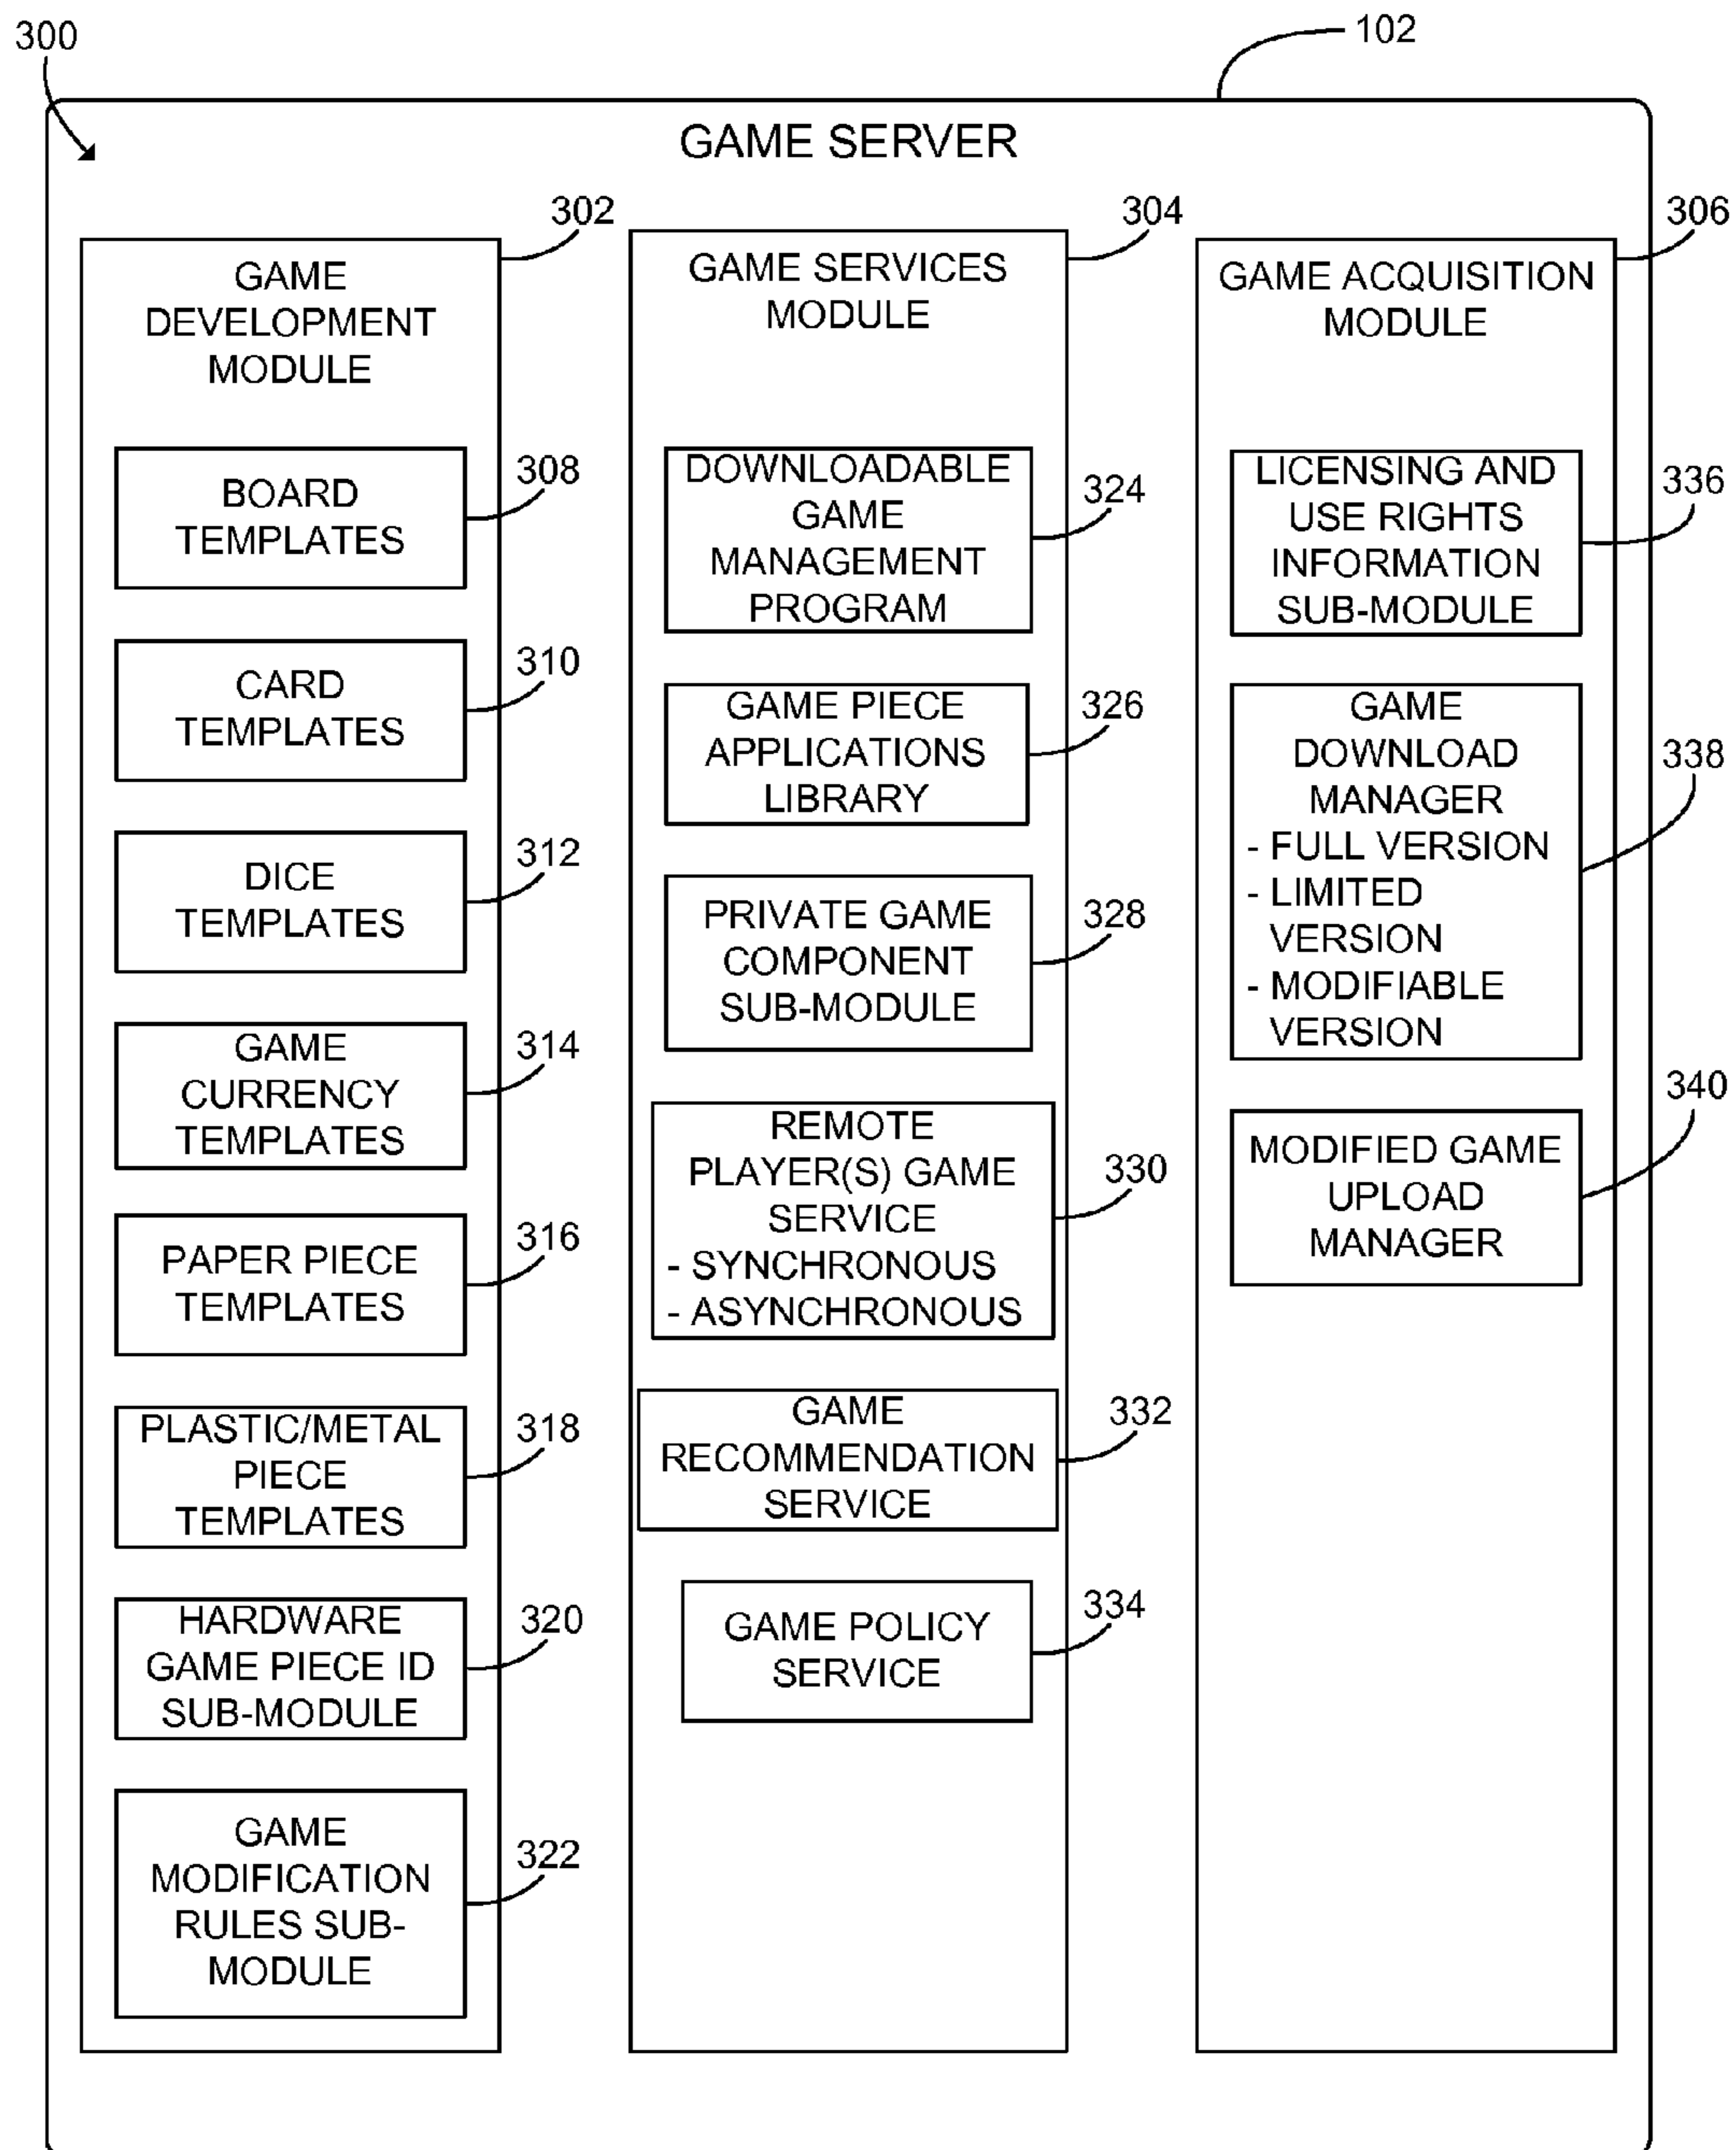 300
102
GAME SERVER
302
GAME
DEVELOPMENT
MODULE
308
BOARD
TEMPLATES
310
CARD
TEMPLATES
312
DICE
TEMPLATES
314
GAME
CURRENCY
TEMPLATES
316
PAPER PIECE
TEMPLATES
318
PLASTIC/METAL
PIECE
TEMPLATES
320
HARDWARE
GAME PIECE ID
SUB-MODULE
322
GAME
MODIFICATION
RULES SUB-
MODULE
304
GAME SERVICES
MODULE
324
DOWNLOADABLE
GAME
MANAGEMENT
PROGRAM
326
GAME PIECE
APPLICATIONS
LIBRARY
328
PRIVATE GAME
COMPONENT
SUB-MODULE
330
REMOTE
PLAYER(S) GAME
SERVICE
- SYNCHRONOUS
- ASYNCHRONOUS
332
GAME
RECOMMENDATION
SERVICE
334
GAME POLICY
SERVICE
306
GAME ACQUISITION
MODULE
336
LICENSING AND
USE RIGHTS
INFORMATION
SUB-MODULE
338
GAME
DOWNLOAD
MANAGER
- FULL VERSION
- LIMITED
VERSION
- MODIFIABLE
VERSION
340
MODIFIED GAME
UPLOAD
MANAGER